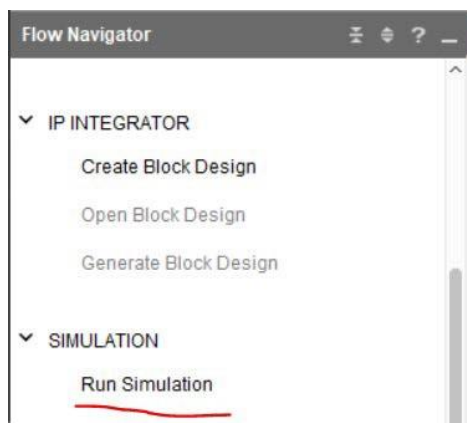 Flow Navigator ?
IP INTEGRATOR
Create Block Design
Open Block Design
Generate Block Design
SIMULATION
Run Simulation